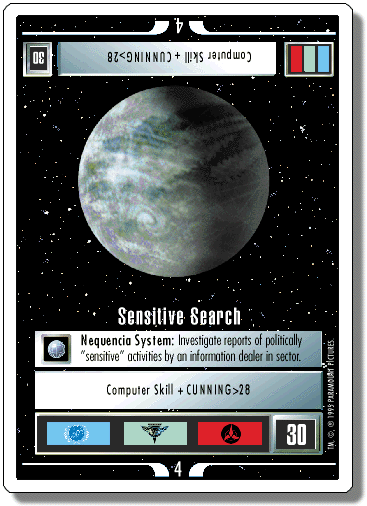 4
Computer Skill + CUNNING>28
30
Sensitive Search
Nequencia System: Investigate reports of politically
"sensitive" activities by an information dealer in sector.
Computer Skill + CUNNING>28
30
4
TM, ©, ® 1995 PARAMOUNT PICTURES.